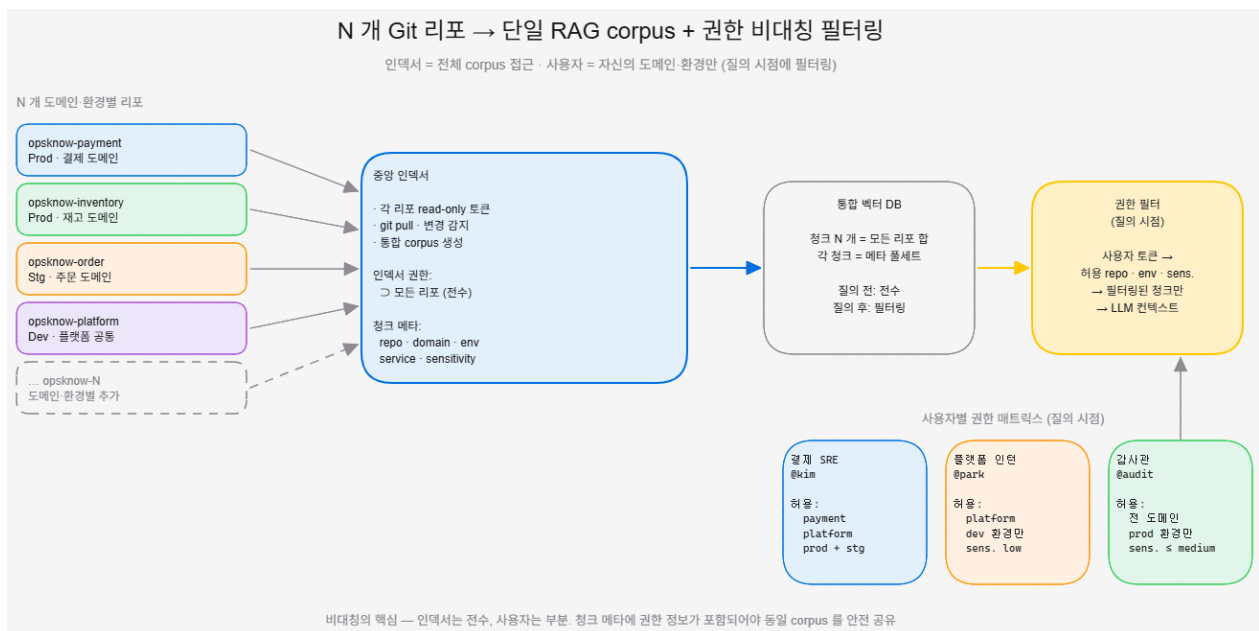 N 개 Git 리포 → 단일 RAG corpus + 권한 비대칭 필터링
인덱서 = 전체 corpus 접근 · 사용자 = 자신의 도메인·환경만 (질의 시점에 필터링)
N 개 도메인·환경별 리포
opsknow-payment
Prod · 결제 도메인
opsknow-inventory
Prod · 재고 도메인
opsknow-order
Stg · 주문 도메인
opsknow-platform
Dev · 플랫폼 공통
... opsknow-N
도메인·환경별 추가
중앙 인덱서
· 각 리포 read-only 토큰
· git pull · 변경 감지
· 통합 corpus 생성
인덱서 권한:
⊃ 모든 리포 (전수)
청크 메타:
repo · domain · env
service · sensitivity
통합 벡터 DB
청크 N 개 = 모든 리포 합
각 청크 = 메타 풀세트
질의 전: 전수
질의 후: 필터링
권한 필터
(질의 시점)
사용자 토큰 →
허용 repo · env · sens.
→ 필터링된 청크만
→ LLM 컨텍스트
사용자별 권한 매트릭스 (질의 시점)
결제 SRE
@kim
허용:
payment
platform
prod + stg
플랫폼 인턴
@park
허용:
platform
dev 환경만
sens. low
감사관
@audit
허용:
전 도메인
prod 환경만
sens. ≤ medium
비대칭의 핵심 — 인덱서는 전수, 사용자는 부분. 청크 메타에 권한 정보가 포함되어야 동일 corpus 를 안전 공유